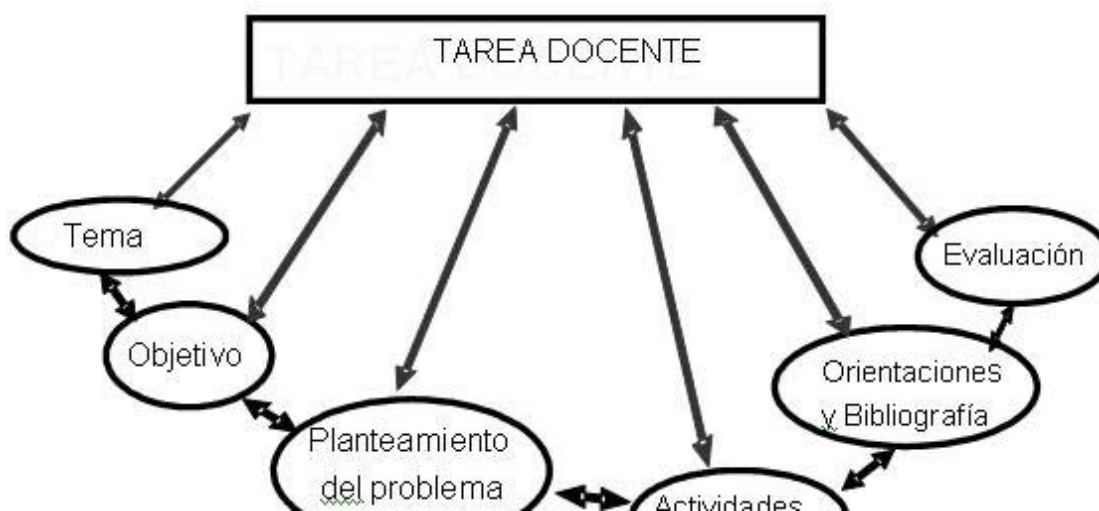 TAREA DOCENTE
Tema
Evaluación
Objetivo
Orientaciones
y Bibliografía
Planteamiento
del problema
Actividades